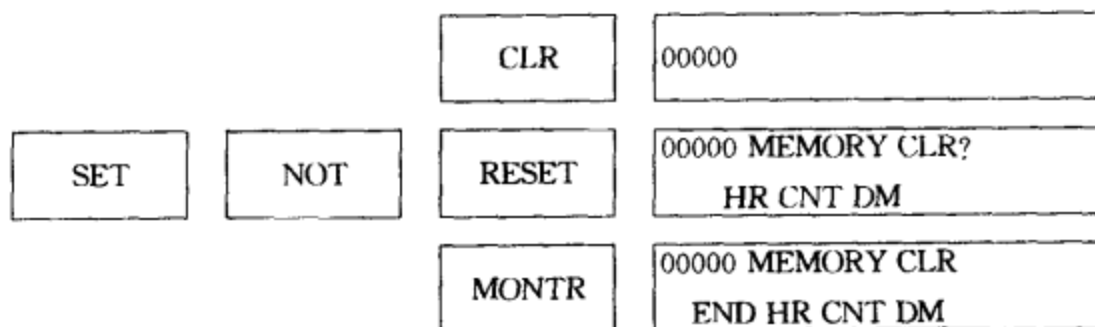 CLR 00000
SET NOT RESET 00000 MEMORY CLR?
HR CNT DM
MONTR 00000 MEMORY CLR
END HR CNT DM